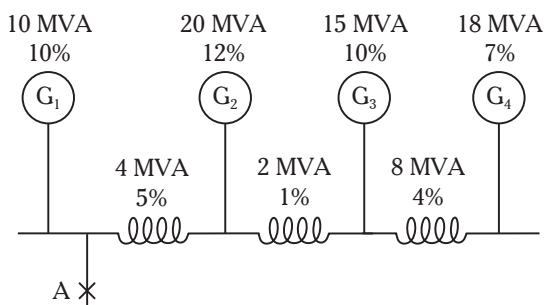 10 MVA
10%
G₁
20 MVA
12%
G₂
15 MVA
10%
G₃
18 MVA
7%
G₄
4 MVA
5%
2 MVA
1%
8 MVA
4%
A